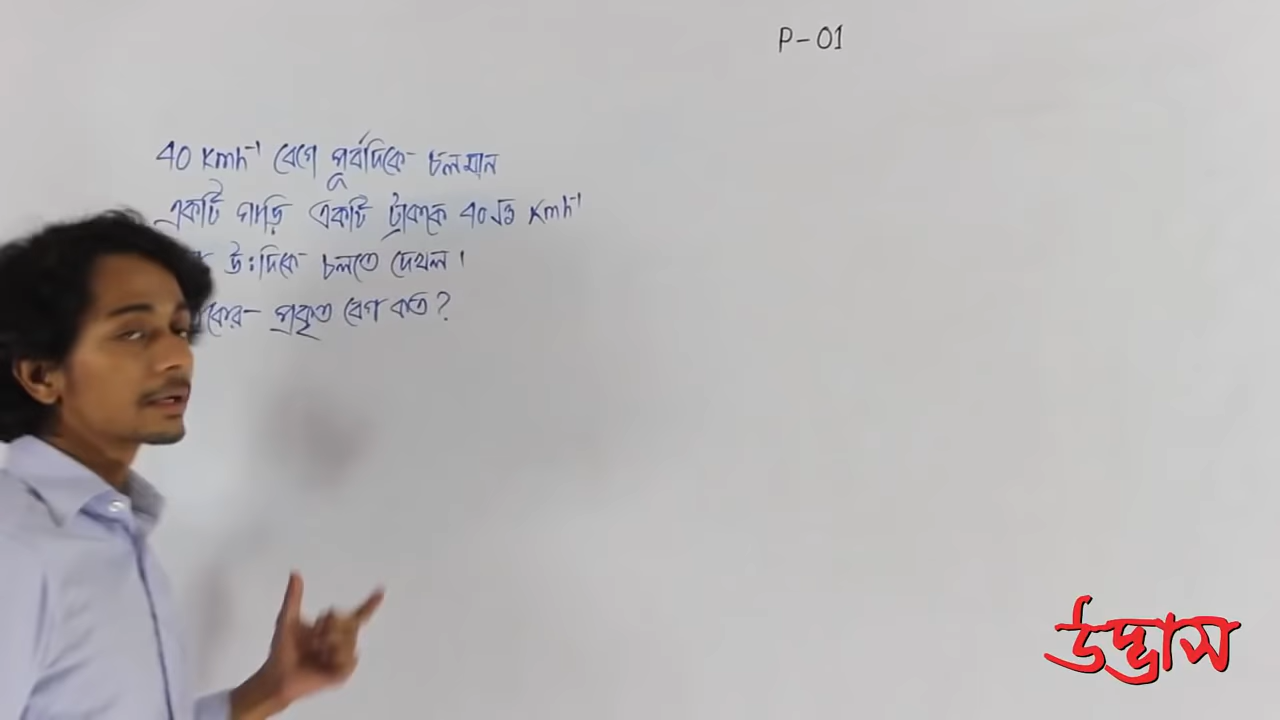 P-01
40 Kmh⁻¹ বেগে পূর্বদিকে চলমান
একটি গাড়ি একটি ট্রাককে 40√3 Kmh⁻¹
উঃদিকে চলতে দেখল।
প্রকৃত বেগ কত?
উদ্ভাস